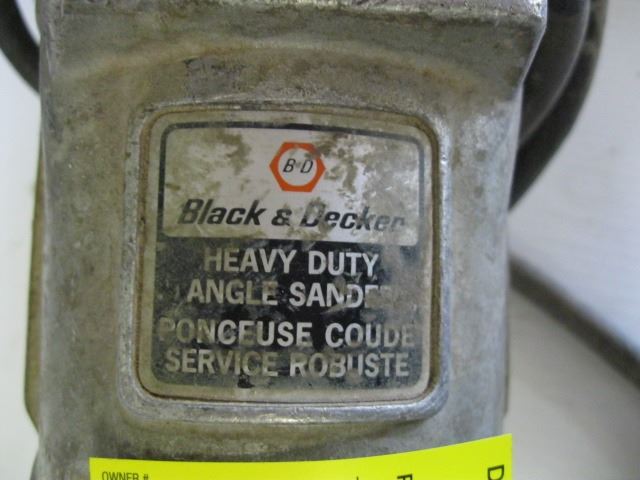 B&D
Black & Decker
HEAVY DUTY
ANGLE SANDER
PONCEUSE COUDE
SERVICE ROBUSTE
OWNER #